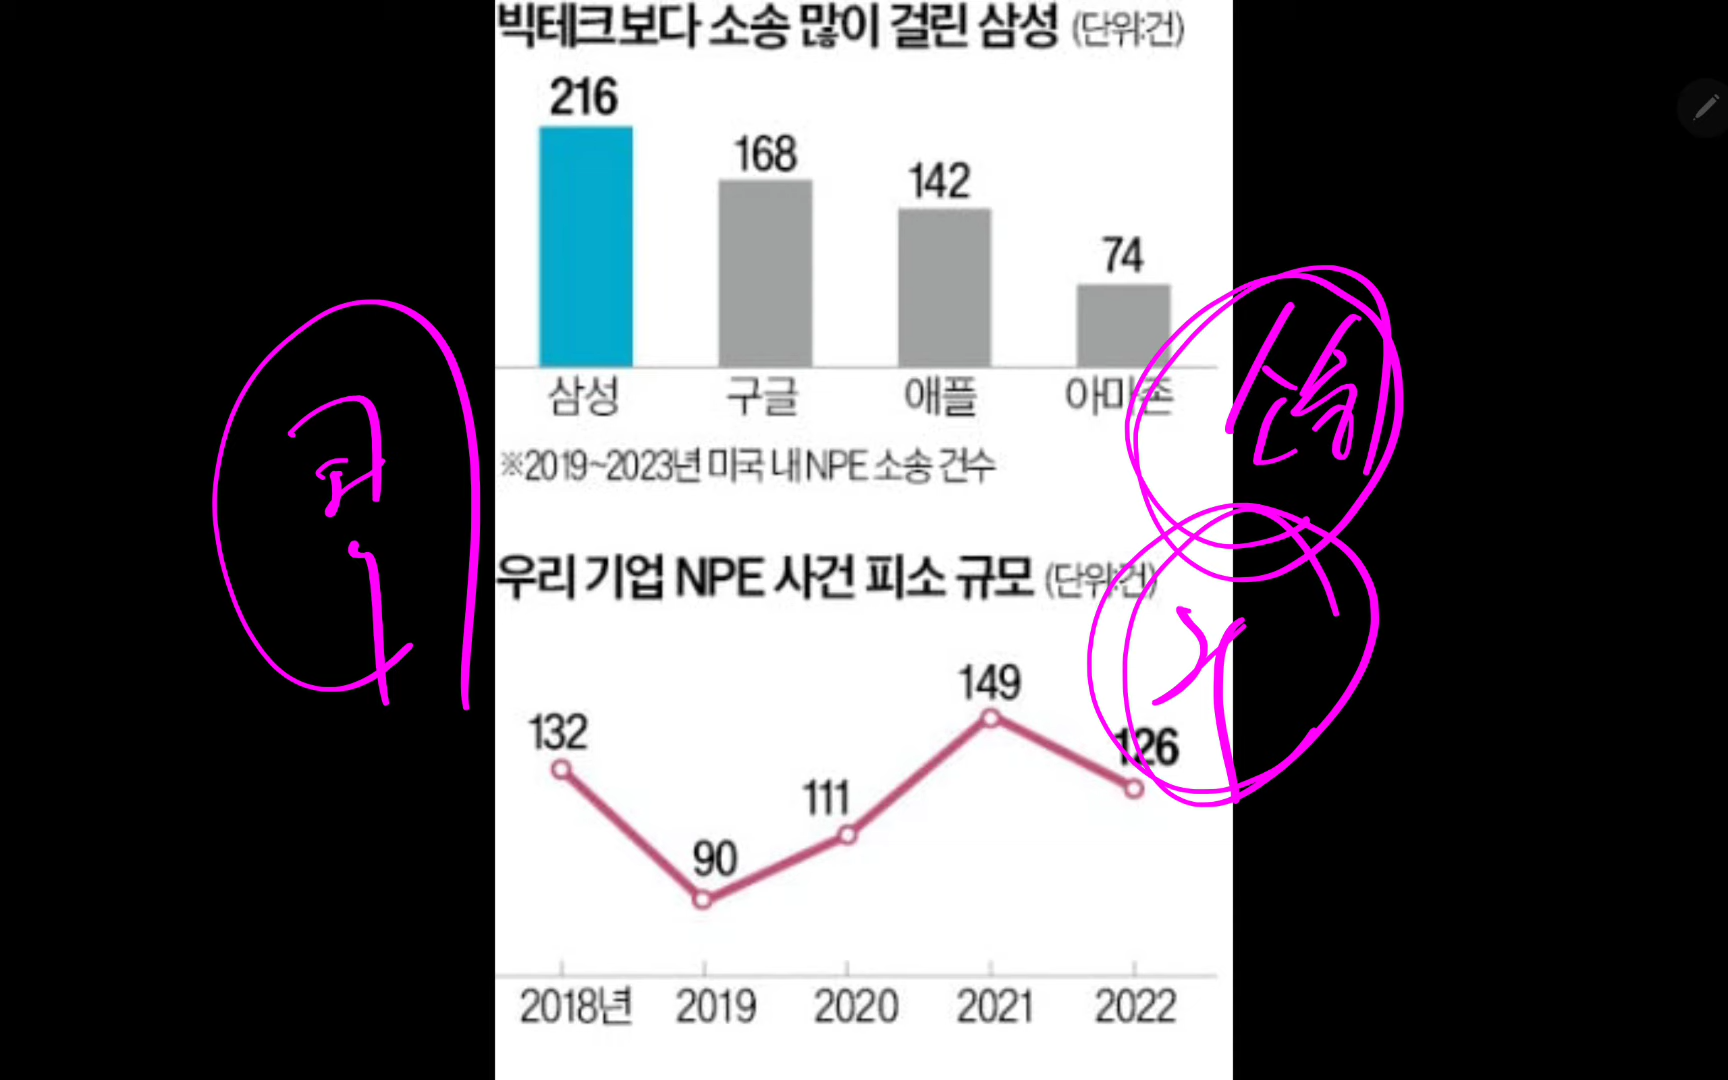 빅테크보다 소송 많이 걸린 삼성 (단위:건)
216
168
142
74
삼성
구글
애플
아마존
※2019~2023년 미국 내 NPE 소송 건수
우리 기업 NPE 사건 피소 규모 (단위:건)
132
90
111
149
126
2018년
2019
2020
2021
2022